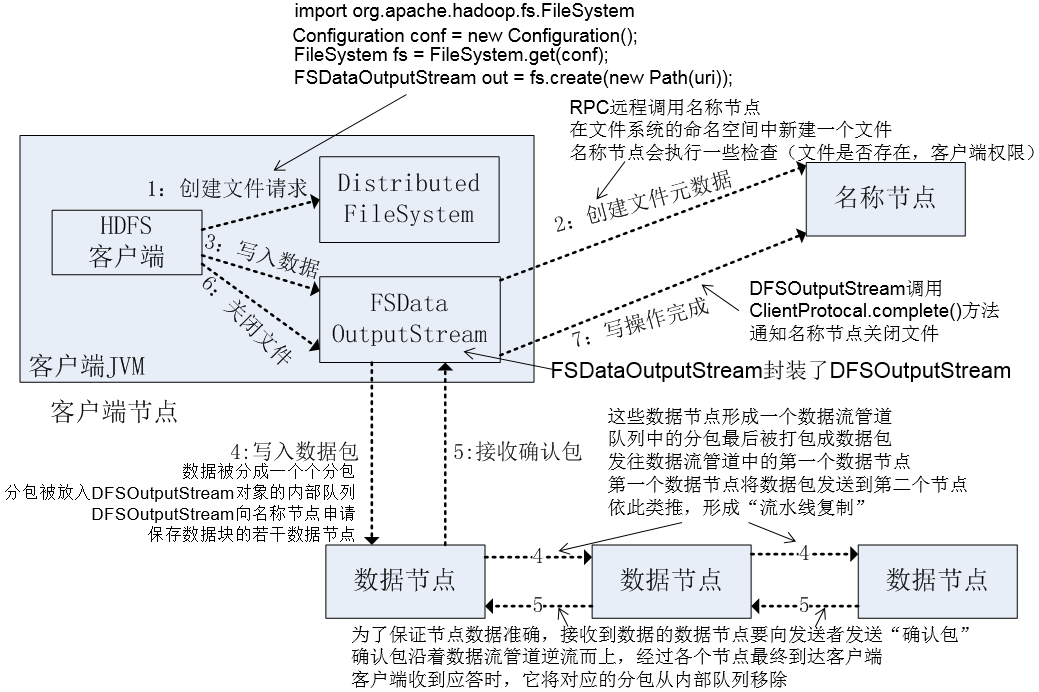 import org.apache.hadoop.fs.FileSystem
Configuration conf = new Configuration();
FileSystem fs = FileSystem.get(conf);
FSDataOutputStream out = fs.create(new Path(uri));
RPC远程调用名称节点
在文件系统的命名空间中新建一个文件
名称节点会执行一些检查（文件是否存在，客户端权限）
1：创建文件请求
Distributed
FileSystem
2：创建文件元数据
名称节点
HDFS
客户端
3：写入数据
6：关闭文件
FSData
OutputStream
7：写操作完成
DFSOutputStream调用
ClientProtocal.complete()方法
通知名称节点关闭文件
客户端JVM
FSDataOutputStream封装了DFSOutputStream
客户端节点
4:写入数据包
数据被分成一个个分包
分包被放入DFSOutputStream对象的内部队列
DFSOutputStream向名称节点申请
保存数据块的若干数据节点
5:接收确认包
这些数据节点形成一个数据流管道
队列中的分包最后被打包成数据包
发往数据流管道中的第一个数据节点
第一个数据节点将数据包发送到第二个节点
依此类推，形成“流水线复制”
数据节点
4
数据节点
4
数据节点
5
5
为了保证节点数据准确，接收到数据的数据节点要向发送者发送“确认包”
确认包沿着数据流管道逆流而上，经过各个节点最终到达客户端
客户端收到应答时，它将对应的分包从内部队列移除